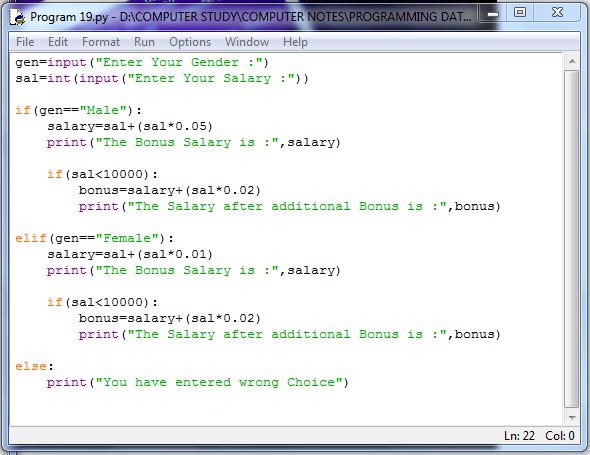 Program 19.py - D:\COMPUTER STUDY\COMPUTER NOTES\PROGRAMMING DAT...
File Edit Format Run Options Window Help
gen=input("Enter Your Gender :")
sal=int(input("Enter Your Salary :"))
if(gen=="Male"):
    salary=sal+(sal*0.05)
    print("The Bonus Salary is :",salary)
    if(sal<10000):
        bonus=salary+(sal*0.02)
        print("The Salary after additional Bonus is :",bonus)
elif(gen=="Female"):
    salary=sal+(sal*0.01)
    print("The Bonus Salary is :",salary)
    if(sal<10000):
        bonus=salary+(sal*0.02)
        print("The Salary after additional Bonus is :",bonus)
else:
    print("You have entered wrong Choice")
Ln: 22 Col: 0